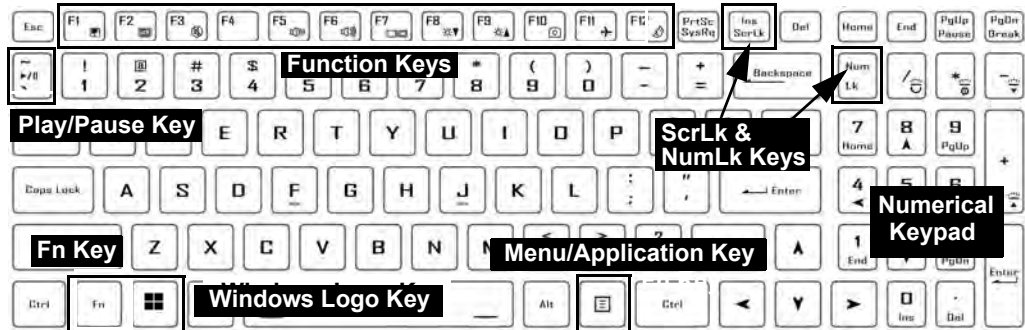 Esc F1 F2 F3 F4 F5 F6 F7 F8 F9 F10 F11 F12 PrtSc Ins Del Home End PgUp PgDn
SysRq ScrLk Pause Break
~ ! @ # $ Function Keys * ( ) — + Backspace Num / * -
` 1 2 3 4 5 6 7 8 9 0 - = Lk
Play/Pause Key E R T Y U I O P ScrLk & 7 8 9 +
NumLk Keys Home PgUp
Caps Lock A S D F G H J K L : " Enter 4 5 6
; ' Numerical
Keypad
Fn Key Z X C V B N Menu/Application Key 1
End PgDn Enter
Ctrl Fn Windows Logo Key Alt Ctrl 0 .
Ins Del